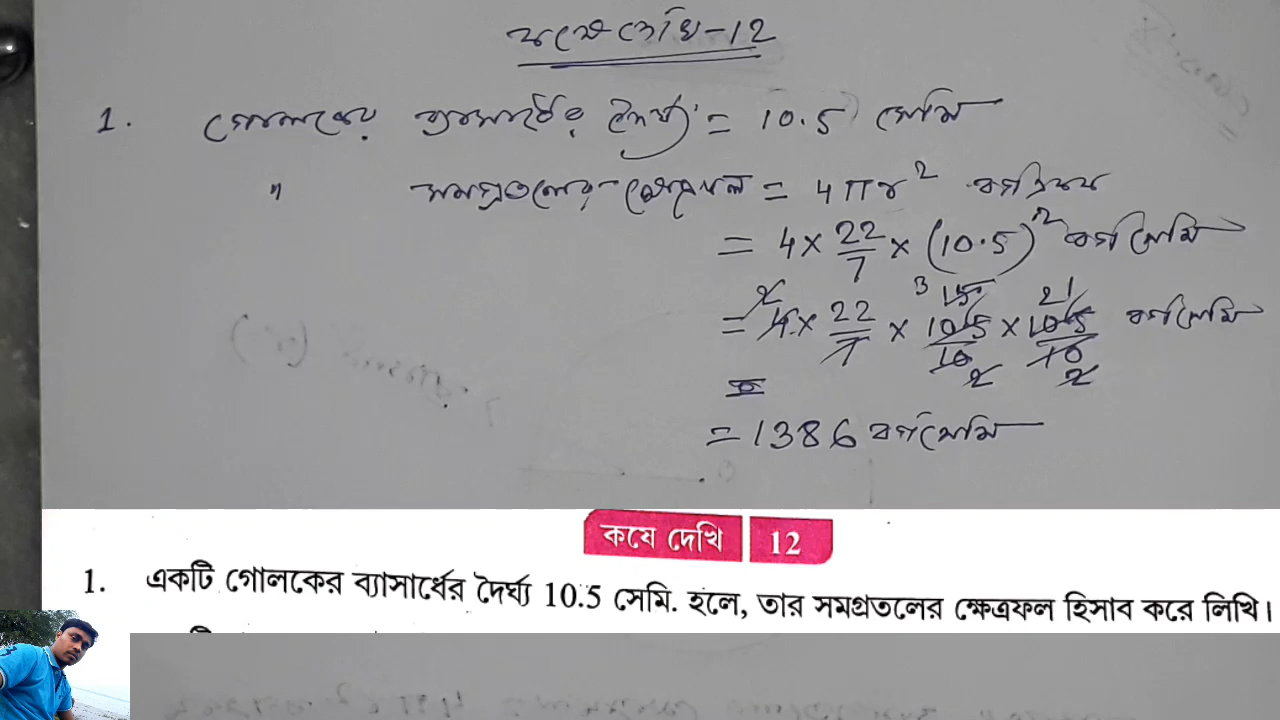 কষে দেখি-12
1. গোলকের ব্যাসার্ধের দৈর্ঘ্য = 10.5 সেমি
" সমগ্রতলের ক্ষেত্রফল = 4πr² বর্গএকক
= 4 × 22/7 × (10.5)² বর্গসেমি
= 4 × 22/7 × 105/10 × 105/10 বর্গসেমি
= 1386 বর্গসেমি
কষে দেখি 12
1. একটি গোলকের ব্যাসার্ধের দৈর্ঘ্য 10.5 সেমি. হলে, তার সমগ্রতলের ক্ষেত্রফল হিসাব করে লিখি।